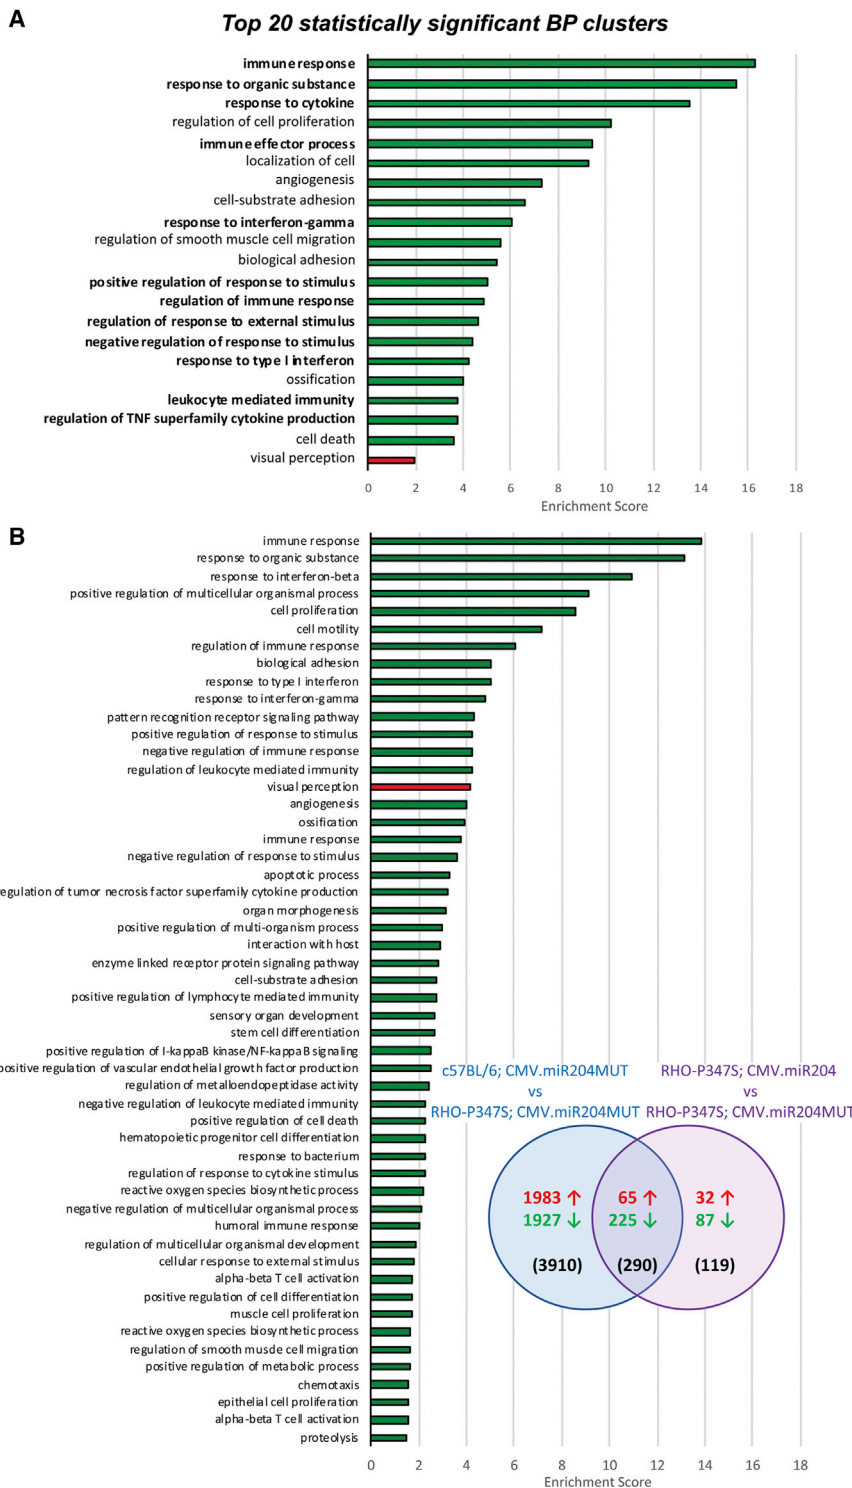 A
Top 20 statistically significant BP clusters
immune response
response to organic substance
response to cytokine
regulation of cell proliferation
immune effector process
localization of cell
angiogenesis
cell-substrate adhesion
response to interferon-gamma
regulation of smooth muscle cell migration
biological adhesion
positive regulation of response to stimulus
regulation of immune response
regulation of response to external stimulus
negative regulation of response to stimulus
response to type I interferon
ossification
leukocyte mediated immunity
regulation of TNF superfamily cytokine production
cell death
visual perception
0 2 4 6 8 10 12 14 16 18
Enrichment Score
B
immune response
response to organic substance
response to interferon-beta
positive regulation of multicellular organismal process
cell proliferation
cell motility
regulation of immune response
biological adhesion
response to type I interferon
response to interferon-gamma
pattern recognition receptor signaling pathway
positive regulation of response to stimulus
negative regulation of immune response
regulation of leukocyte mediated immunity
visual perception
angiogenesis
ossification
immune response
negative regulation of response to stimulus
apoptotic process
egulation of tumor necrosis factor superfamily cytokine production
organ morphogenesis
positive regulation of multi-organism process
interaction with host
enzyme linked receptor protein signaling pathway
cell-substrate adhesion
positive regulation of lymphocyte mediated immunity
sensory organ development
stem cell differentiation
positive regulation of I-kappaB kinase/NF-kappaB signaling
positive regulation of vascular endothelial growth factor production
regulation of metalloendopeptidase activity
negative regulation of leukocyte mediated immunity
positive regulation of cell death
hematopoietic progenitor cell differentiation
response to bacterium
regulation of response to cytokine stimulus
reactive oxygen species biosynthetic process
negative regulation of multicellular organismal process
humoral immune response
regulation of multicellular organismal development
cellular response to external stimulus
alpha-beta T cell activation
positive regulation of cell differentiation
muscle cell proliferation
reactive oxygen species biosynthetic process
regulation of smooth muscle cell migration
positive regulation of metabolic process
chemotaxis
epithelial cell proliferation
alpha-beta T cell activation
proteolysis
c57BL/6; CMV.miR204MUT
vs
RHO-P347S; CMV.miR204MUT
RHO-P347S; CMV.miR204
vs
RHO-P347S; CMV.miR204MUT
1983 ↑ 65 ↑ 32 ↑
1927 ↓ 225 ↓ 87 ↓
(3910) (290) (119)
0 2 4 6 8 10 12 14 16 18
Enrichment Score